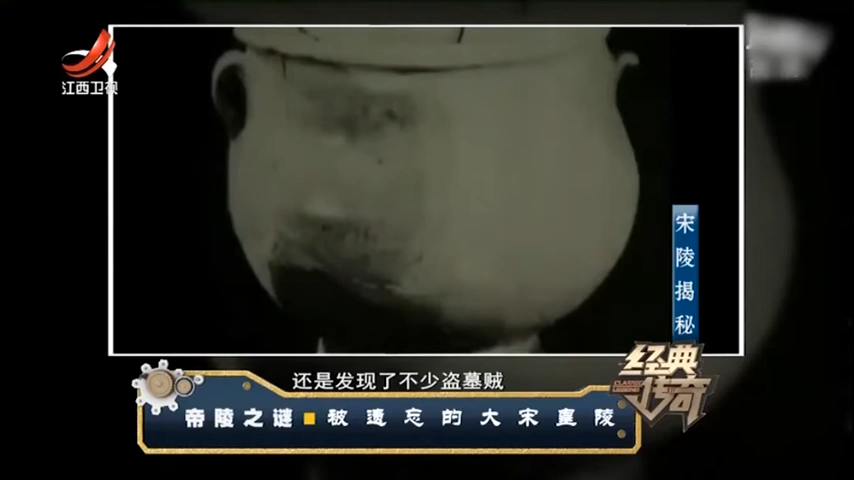 江西卫视
宋陵揭秘
经典传奇
CLASSIC LEGEND
还是发现了不少盗墓贼
帝陵之谜 被遗忘的大宋皇陵